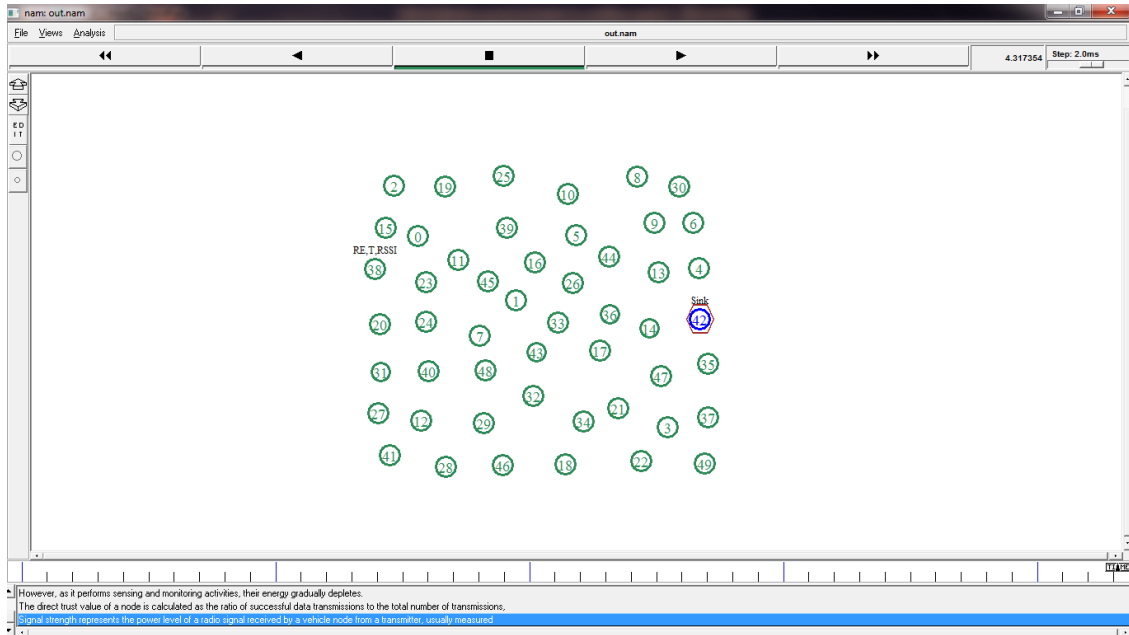 nam: out.nam
File Views Analysis out.nam
4.317354 Step: 2.0ms
ED
IT
25
2 19 10 8 30
15 0 39 5 9 6
RE,T,RSSI
38 11 16 44 13 4
23 45 26
1
Sink
20 24 7 33 36 14 42
43 17
31 40 48 47 35
32
27 12 29 34 21 3 37
41 28 46 18 22 49
TIME
However, as it performs sensing and monitoring activities, their energy gradually depletes.
The direct trust value of a node is calculated as the ratio of successful data transmissions to the total number of transmissions,
Signal strength represents the power level of a radio signal received by a vehicle node from a transmitter, usually measured